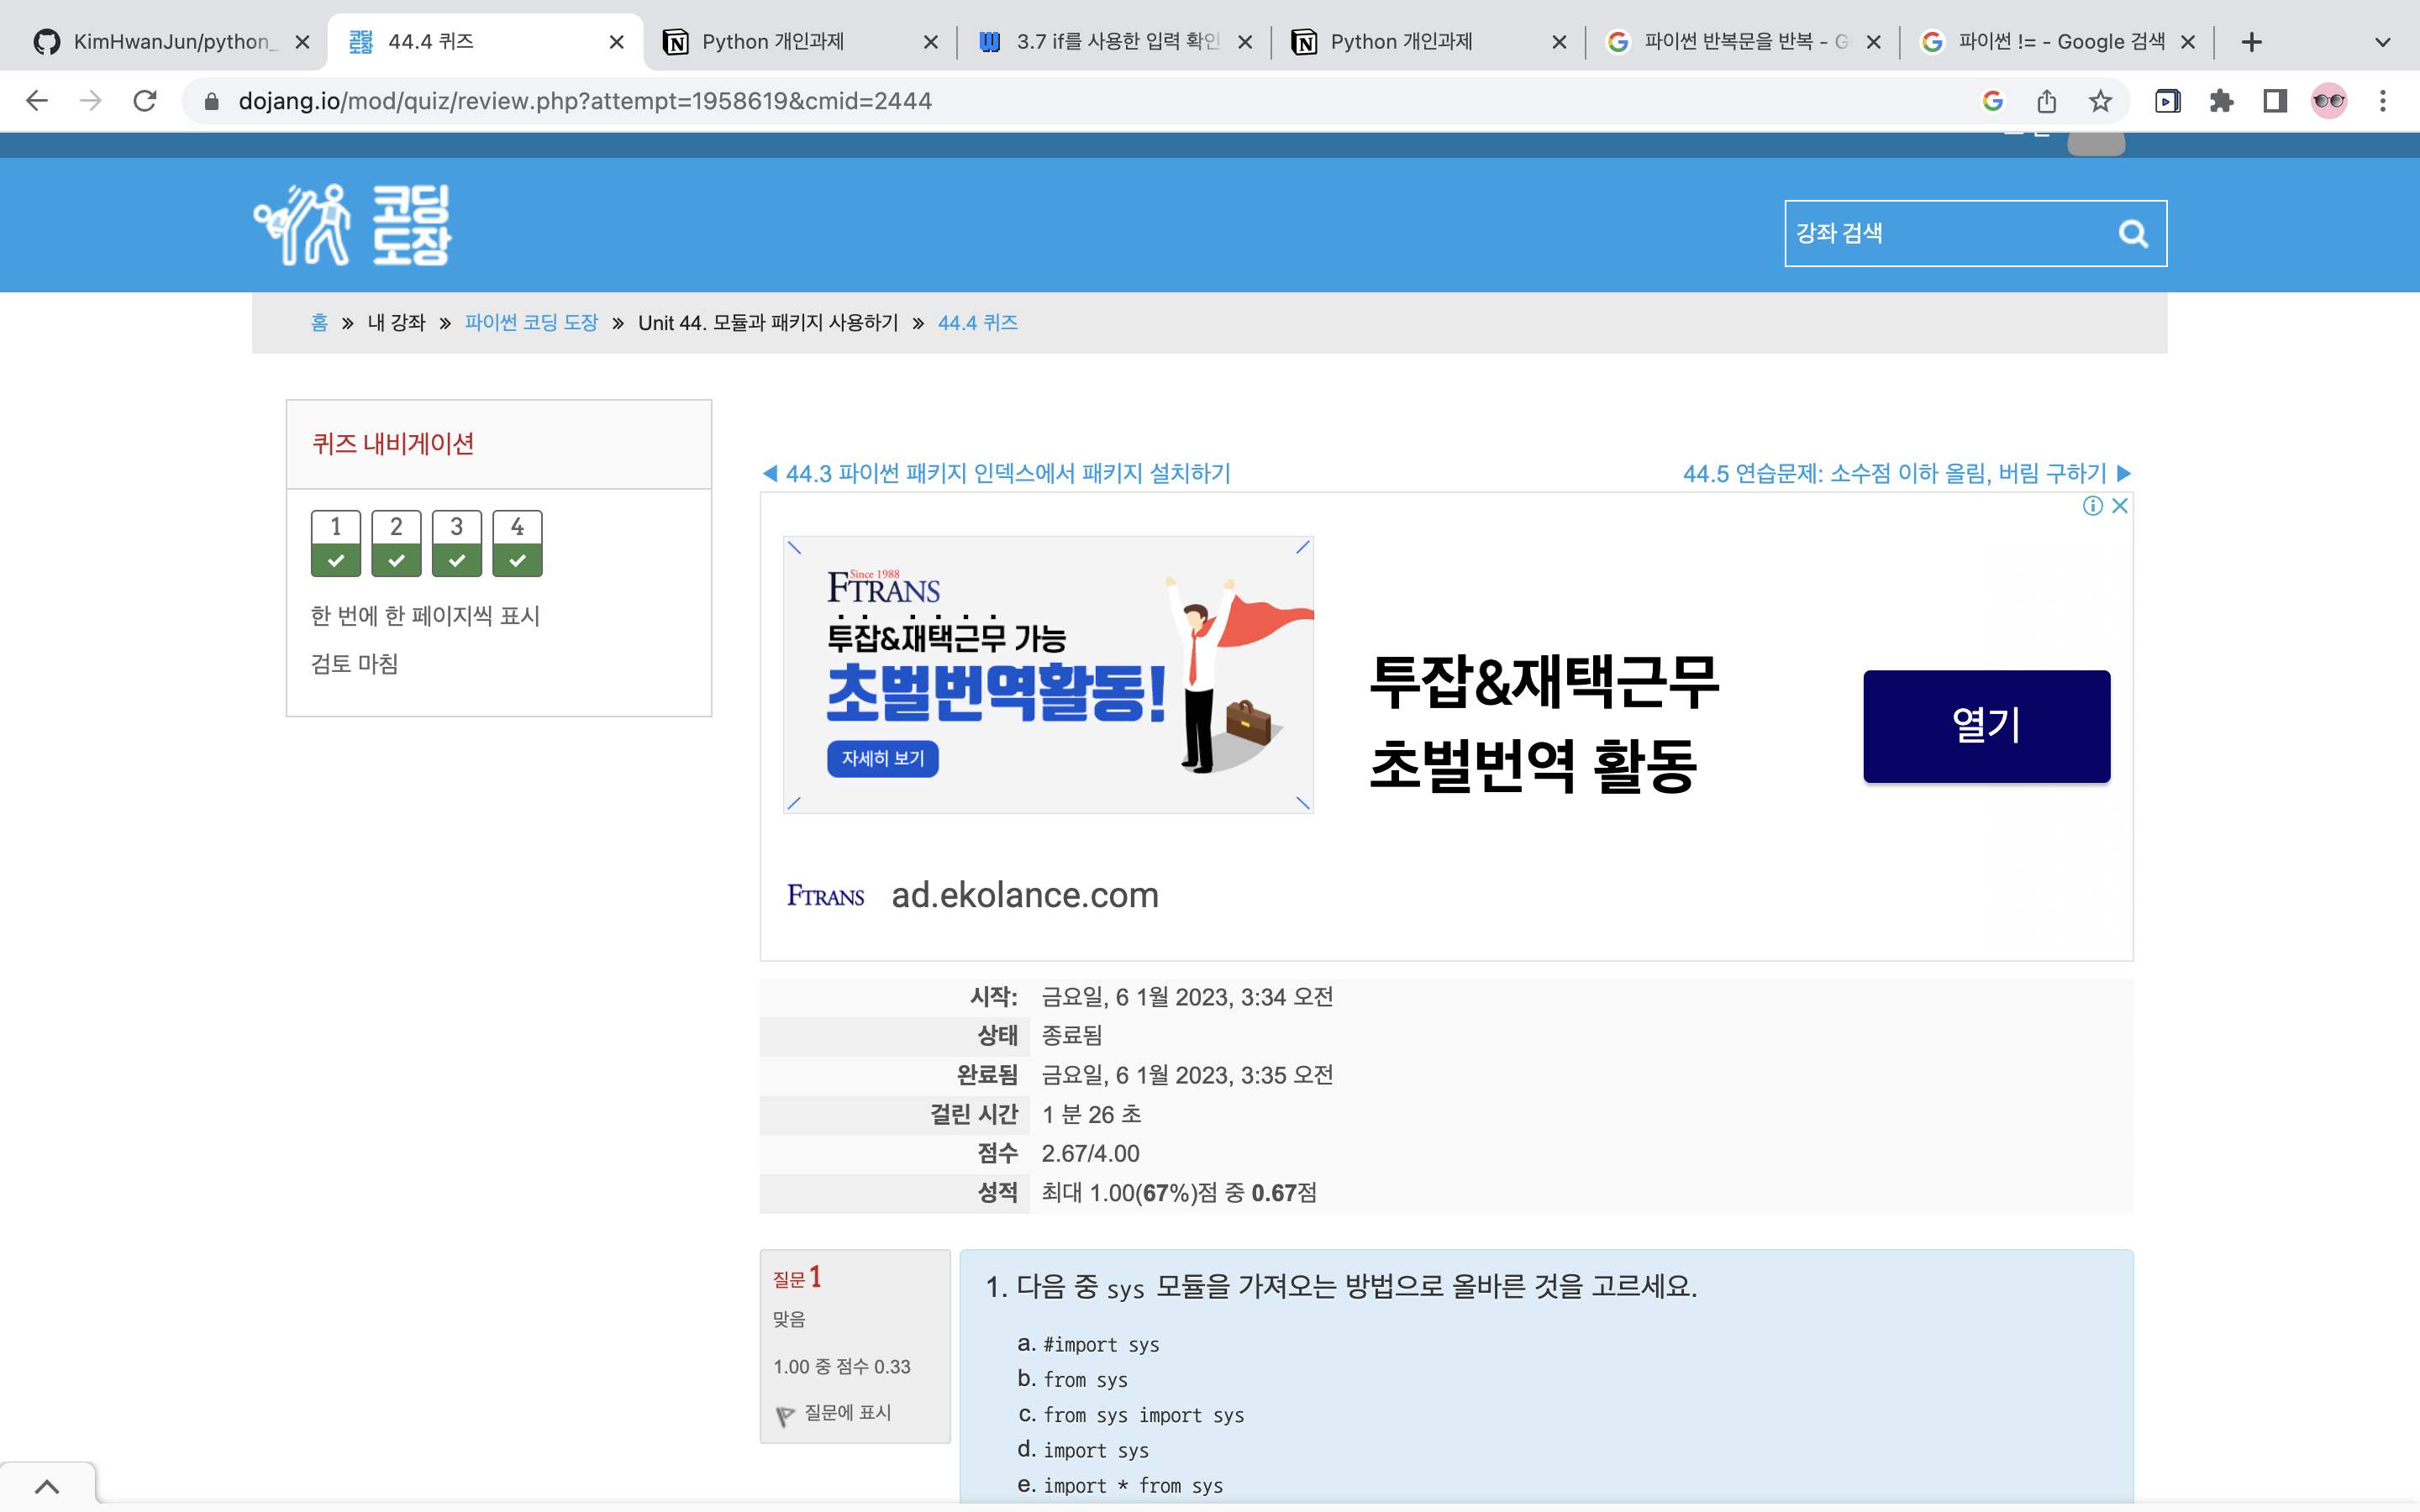 KimHwanJun/python_
44.4 퀴즈
Python 개인과제
3.7 if를 사용한 입력 확인
Python 개인과제
파이썬 반복문을 반복 - G
파이썬 != - Google 검색
dojang.io/mod/quiz/review.php?attempt=1958619&cmid=2444
코딩
도장
강좌 검색
홈 » 내 강좌 » 파이썬 코딩 도장 » Unit 44. 모듈과 패키지 사용하기 » 44.4 퀴즈
퀴즈 내비게이션
1 2 3 4
한 번에 한 페이지씩 표시
검토 마침
◀ 44.3 파이썬 패키지 인덱스에서 패키지 설치하기
44.5 연습문제: 소수점 이하 올림, 버림 구하기 ▶
Since 1988
FTRANS
투잡&재택근무 가능
초벌번역활동!
자세히 보기
투잡&재택근무
초벌번역 활동
열기
FTRANS
ad.ekolance.com
시작: 금요일, 6 1월 2023, 3:34 오전
상태 종료됨
완료됨 금요일, 6 1월 2023, 3:35 오전
걸린 시간 1 분 26 초
점수 2.67/4.00
성적 최대 1.00(67%)점 중 0.67점
질문 1
맞음
1.00 중 점수 0.33
질문에 표시
1. 다음 중 sys 모듈을 가져오는 방법으로 올바른 것을 고르세요.
a. #import sys
b. from sys
c. from sys import sys
d. import sys
e. import * from sys